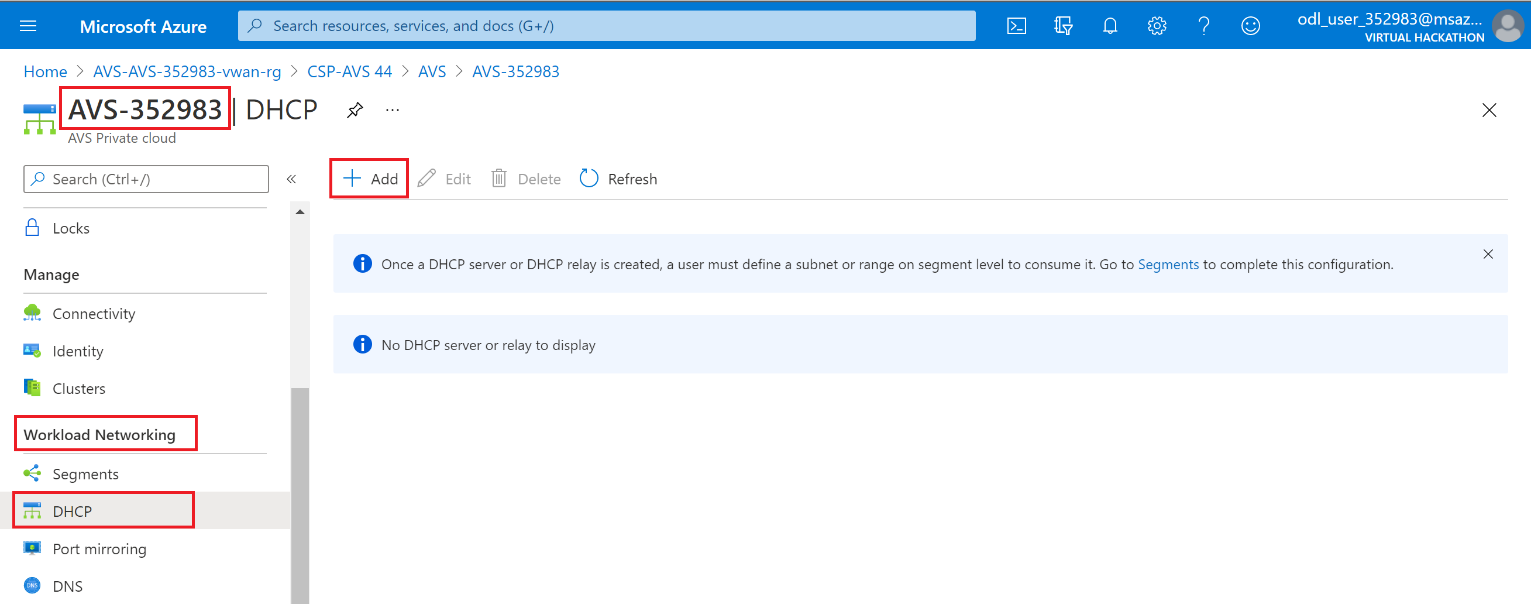 Microsoft Azure
Search resources, services, and docs (G+/)
odl_user_352983@msaz...
VIRTUAL HACKATHON
Home > AVS-AVS-352983-vwan-rg > CSP-AVS 44 > AVS > AVS-352983
AVS-352983 | DHCP ...
AVS Private cloud
Search (Ctrl+/)
«
Locks
Manage
Connectivity
Identity
Clusters
Workload Networking
Segments
DHCP
Port mirroring
DNS
DNS
+ Add Edit Delete Refresh
Once a DHCP server or DHCP relay is created, a user must define a subnet or range on segment level to consume it. Go to Segments to complete this configuration.
No DHCP server or relay to display